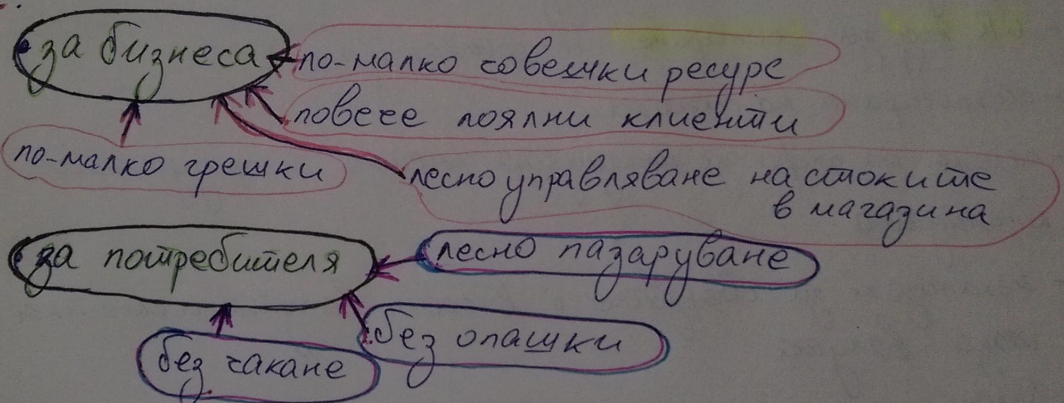 за бизнеса
по-малко човешки ресурс
повече лоялни клиенти
по-малко грешки
лесно управляване на стоките
в магазина
за потребителя
лесно пазаруване
без опашки
без чакане